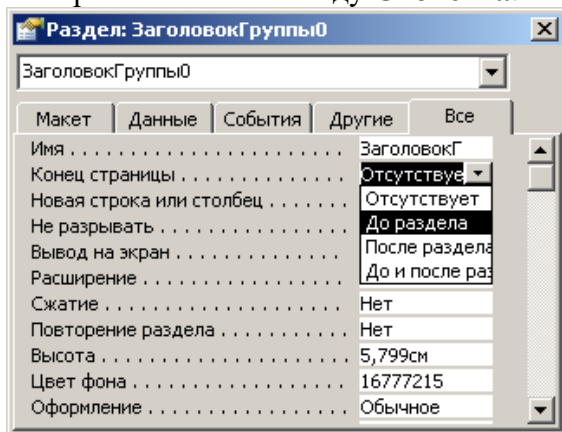 Раздел: ЗаголовокГруппы0
ЗаголовокГруппы0
Макет Данные События Другие Все
Имя . . . . . . . . . . . . . . . . . . . . . . . ЗаголовокГ
Конец страницы . . . . . . . . . . . . . . Отсутствуе
Новая строка или столбец . . . . . . . Отсутствует
Не разрывать . . . . . . . . . . . . . . . . До раздела
Вывод на экран . . . . . . . . . . . . . . После раздела
Расширение . . . . . . . . . . . . . . . . . До и после раз
Сжатие . . . . . . . . . . . . . . . . . . . . Нет
Повторение раздела . . . . . . . . . . . Нет
Высота . . . . . . . . . . . . . . . . . . . . 5,799см
Цвет фона . . . . . . . . . . . . . . . . . . 16777215
Оформление . . . . . . . . . . . . . . . . . Обычное